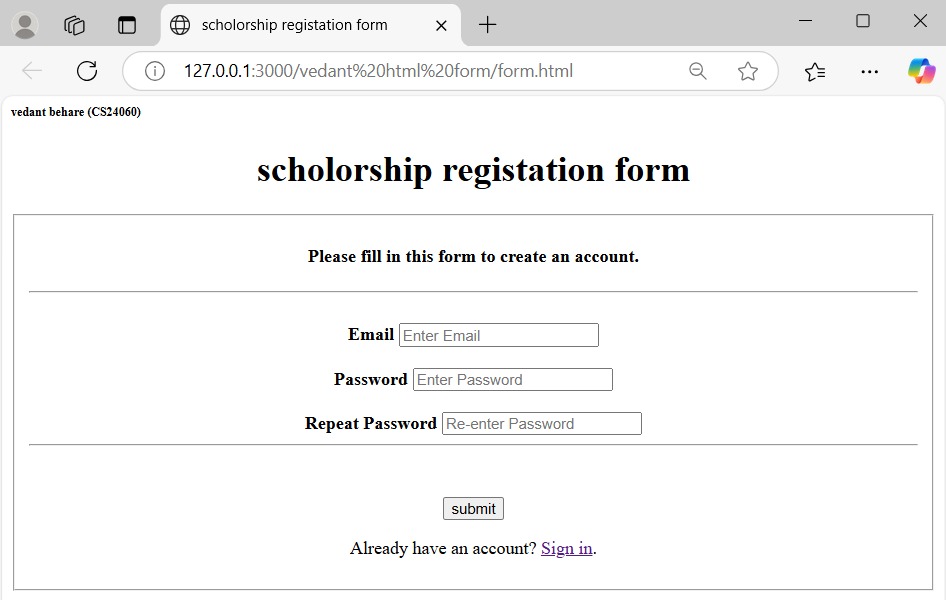 scholorship registation form
127.0.0.1:3000/vedant%20html%20form/form.html
vedant behare (CS24060)
scholorship registation form
Please fill in this form to create an account.
Email Enter Email
Password Enter Password
Repeat Password Re-enter Password
submit
Already have an account? Sign in.